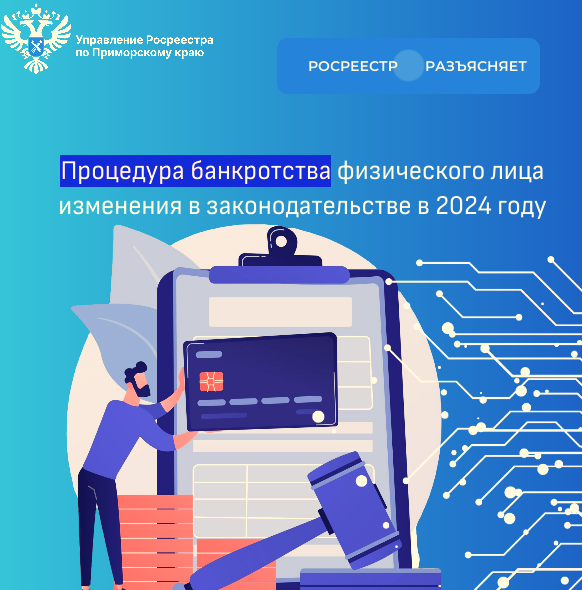 Управление Росреестра
по Приморскому краю
РОСРЕЕСТР РАЗЪЯСНЯЕТ
Процедура банкротства физического лица
изменения в законодательстве в 2024 году